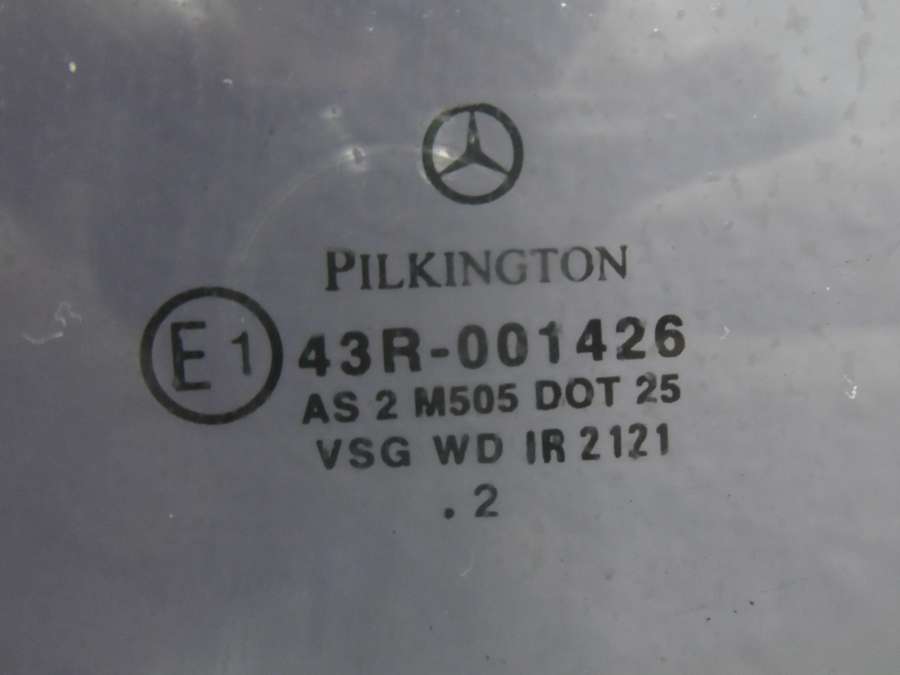 PILKINGTON
E1 43R-001426
AS 2 M505 DOT 25
VSG WD IR 2121
.2